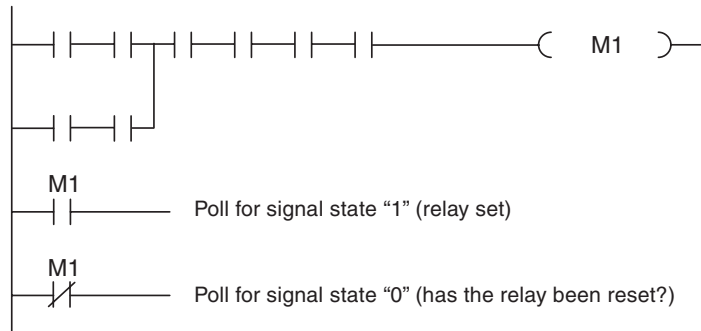 M1
M1
Poll for signal state “1” (relay set)
M1
Poll for signal state “0” (has the relay been reset?)